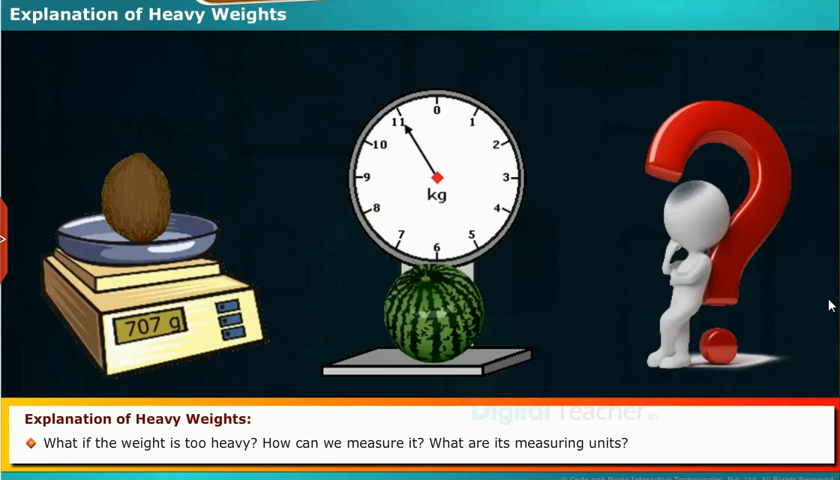 Explanation of Heavy Weights
0
11 1
10 2
9 3
kg
8 4
7 5
6
707 g
Digital Teacher.in
Explanation of Heavy Weights:
What if the weight is too heavy? How can we measure it? What are its measuring units?